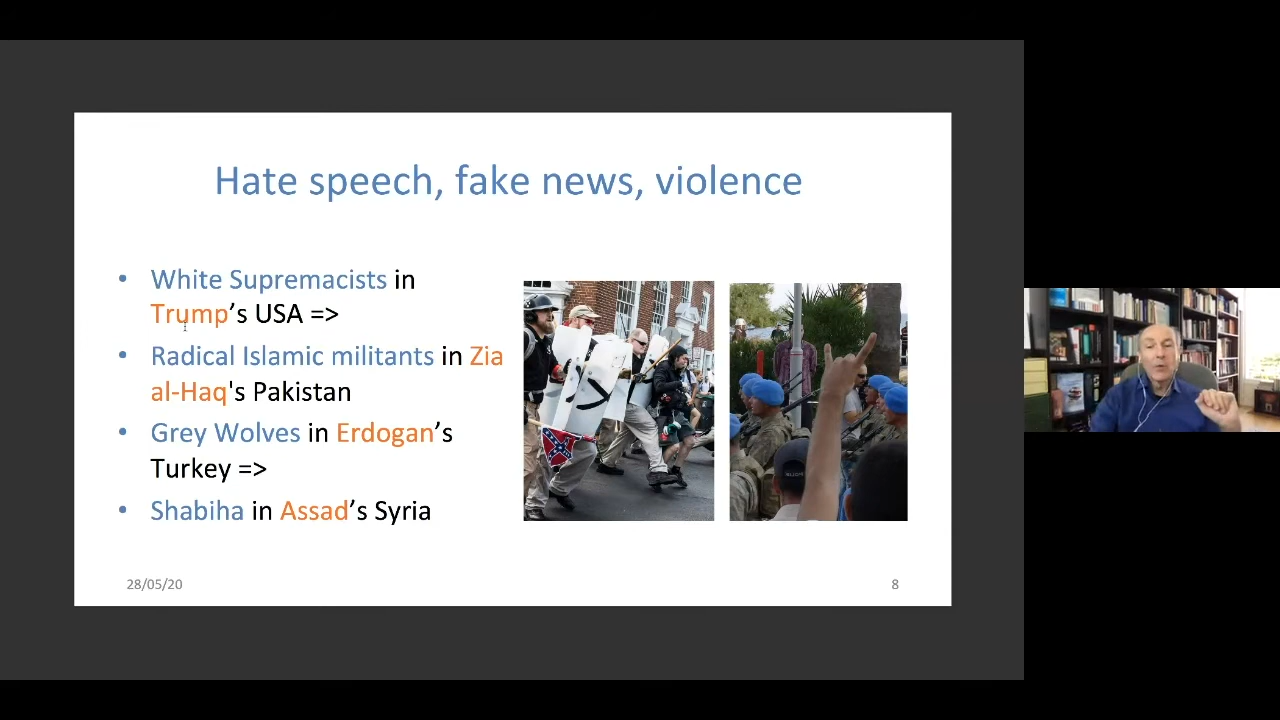 Hate speech, fake news, violence
• White Supremacists in
Trump’s USA =>
• Radical Islamic militants in Zia
al-Haq's Pakistan
• Grey Wolves in Erdogan’s
Turkey =>
• Shabiha in Assad’s Syria
28/05/20
8